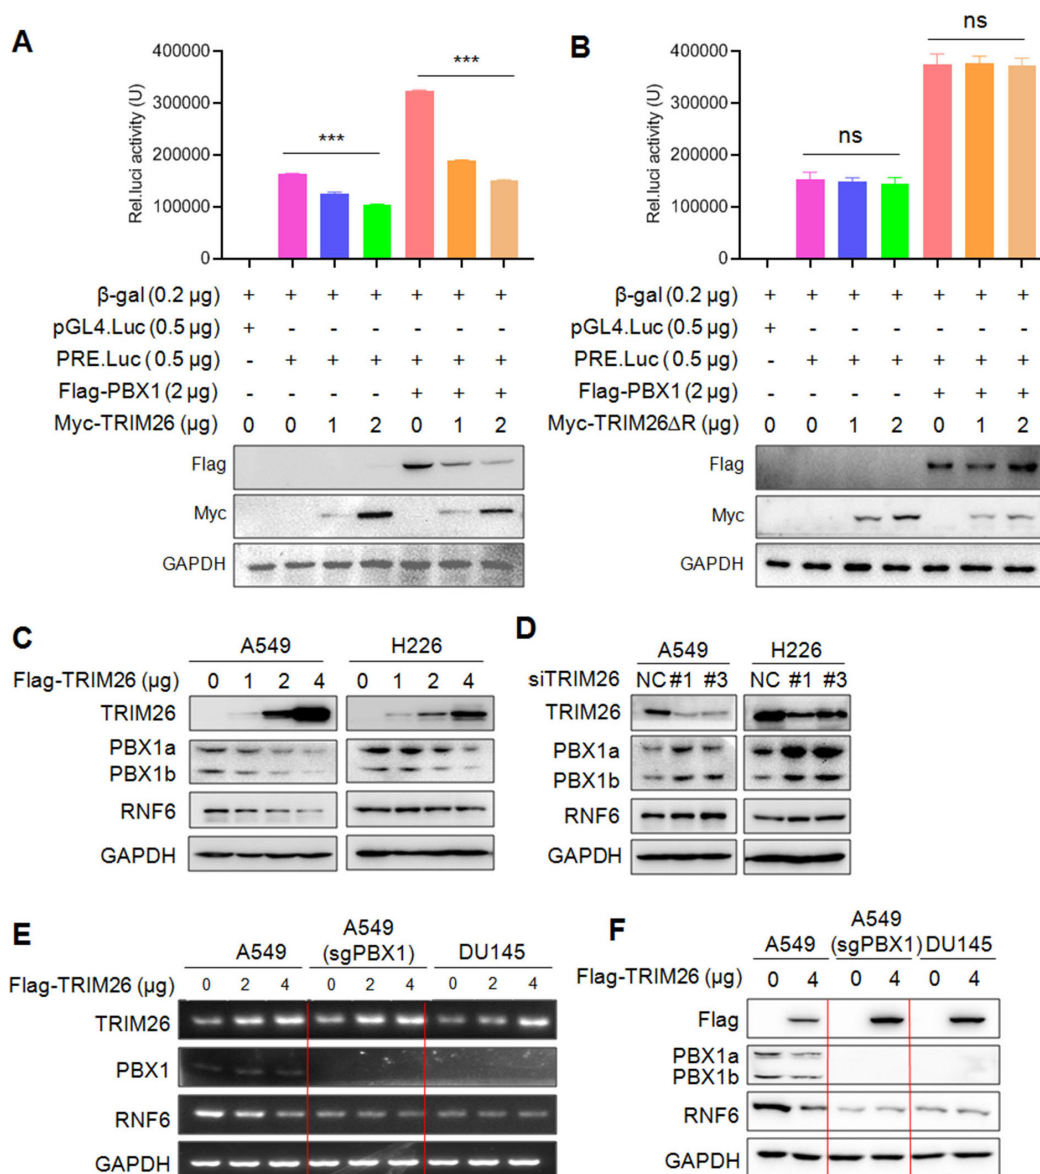 A
400000
300000
200000
100000
0
Rel.luci activity (U)
***
***
β-gal (0.2 µg) + + + + + + +
pGL4.Luc (0.5 µg) + - - - - - -
PRE.Luc (0.5 µg) - + + + + + +
Flag-PBX1 (2 µg) - - - - + + +
Myc-TRIM26 (µg) 0 0 1 2 0 1 2
Flag
Myc
GAPDH
B
400000
300000
200000
100000
0
Rel.luci activity (U)
ns
ns
β-gal (0.2 µg) + + + + + + +
pGL4.Luc (0.5 µg) + - - - - - -
PRE.Luc (0.5 µg) - + + + + + +
Flag-PBX1 (2 µg) - - - - + + +
Myc-TRIM26ΔR (µg) 0 0 1 2 0 1 2
Flag
Myc
GAPDH
C
A549 H226
Flag-TRIM26 (µg) 0 1 2 4 0 1 2 4
TRIM26
PBX1a
PBX1b
RNF6
GAPDH
D
A549 H226
siTRIM26 NC #1 #3 NC #1 #3
TRIM26
PBX1a
PBX1b
RNF6
GAPDH
E
A549 A549 (sgPBX1) DU145
Flag-TRIM26 (µg) 0 2 4 0 2 4 0 2 4
TRIM26
PBX1
RNF6
GAPDH
F
A549 A549 (sgPBX1) DU145
Flag-TRIM26 (µg) 0 4 0 4 0 4
Flag
PBX1a
PBX1b
RNF6
GAPDH